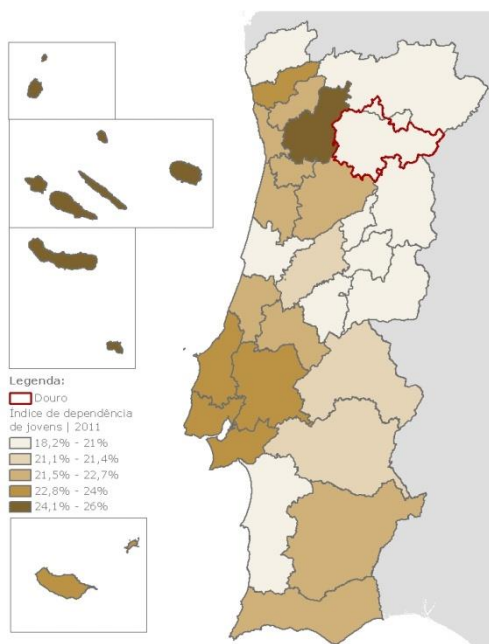 Legenda:
Douro
Índice de dependência
de jovens | 2011
18,2% - 21%
21,1% - 21,4%
21,5% - 22,7%
22,8% - 24%
24,1% - 26%